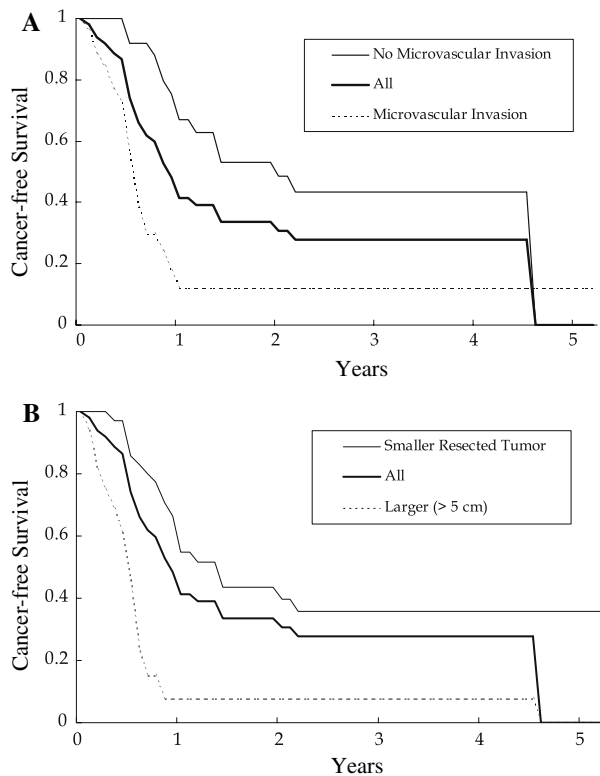 A
1
0.8
0.6
0.4
0.2
0
Cancer-free Survival
No Microvascular Invasion
All
Microvascular Invasion
0 1 2 3 4 5
Years
B
1
0.8
0.6
0.4
0.2
0
Cancer-free Survival
Smaller Resected Tumor
All
Larger (> 5 cm)
0 1 2 3 4 5
Years